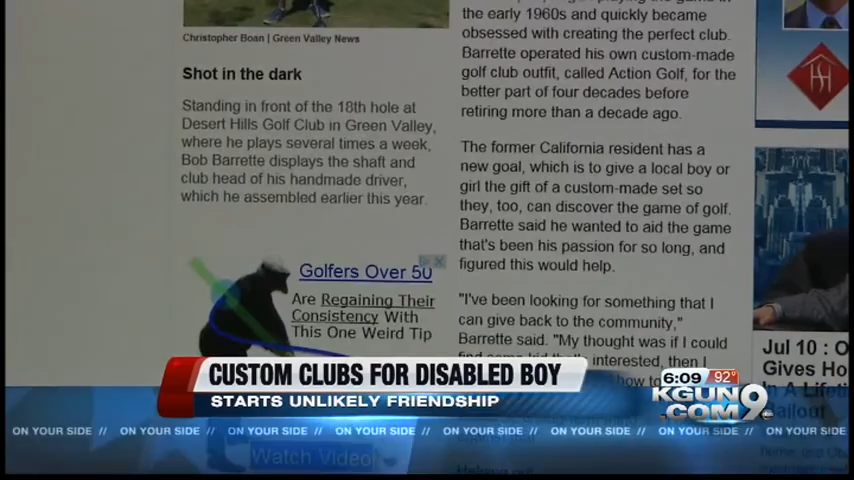 Christopher Boan | Green Valley News
Shot in the dark
Standing in front of the 18th hole at
Desert Hills Golf Club in Green Valley,
where he plays several times a week,
Bob Barrette displays the shaft and
club head of his handmade driver,
which he assembled earlier this year.
Golfers Over 50
Are Regaining Their
Consistency With
This One Weird Tip
Watch Video
the early 1960s and quickly became
obsessed with creating the perfect club.
Barrette operated his own custom-made
golf club outfit, called Action Golf, for the
better part of four decades before
retiring more than a decade ago.
The former California resident has a
new goal, which is to give a local boy or
girl the gift of a custom-made set so
they, too, can discover the game of golf.
Barrette said he wanted to aid the game
that's been his passion for so long, and
figured this would help.
"I've been looking for something that I
can give back to the community,"
Barrette said. "My thought was if I could
interested, then I
how to
Jul 10 : O
Gives Ho
In A Lifeti
Bailout
CUSTOM CLUBS FOR DISABLED BOY
STARTS UNLIKELY FRIENDSHIP
6:09 92°
KGUN9
.COM
ON YOUR SIDE // ON YOUR SIDE // ON YOUR SIDE // ON YOUR SIDE // ON YOUR SIDE // ON YOUR SIDE // ON YOUR SIDE // ON YOUR SIDE